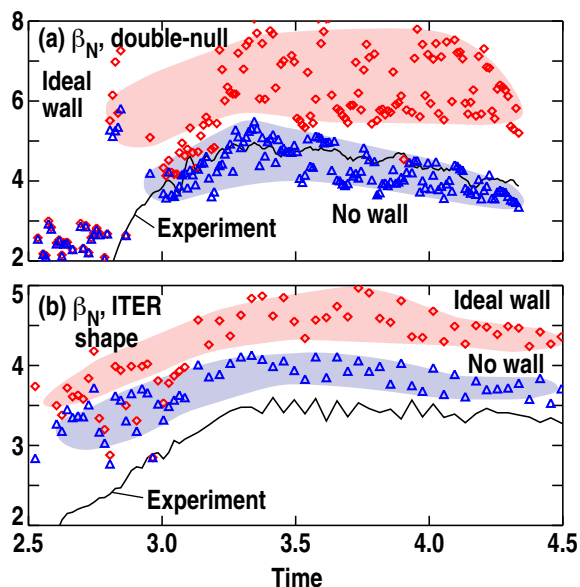 (a) βN, double-null
Ideal
wall
Experiment
No wall
8
6
4
2
(b) βN, ITER
shape
Ideal wall
No wall
Experiment
5
4
3
2
2.5 3.0 3.5 4.0 4.5
Time